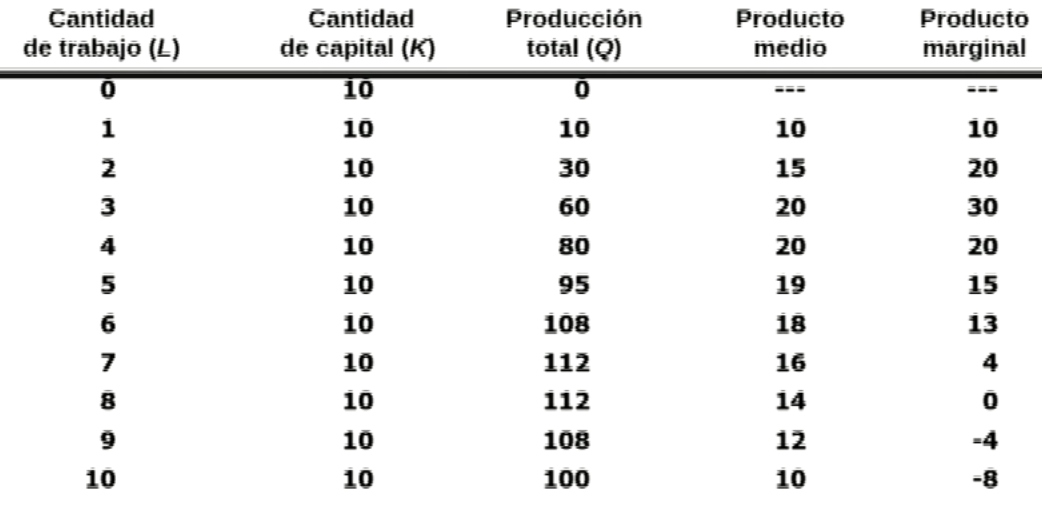 Cantidad Cantidad Producción Producto Producto
de trabajo (L) de capital (K) total (Q) medio marginal
0 10 0 --- ---
1 10 10 10 10
2 10 30 15 20
3 10 60 20 30
4 10 80 20 20
5 10 95 19 15
6 10 108 18 13
7 10 112 16 4
8 10 112 14 0
9 10 108 12 -4
10 10 100 10 -8